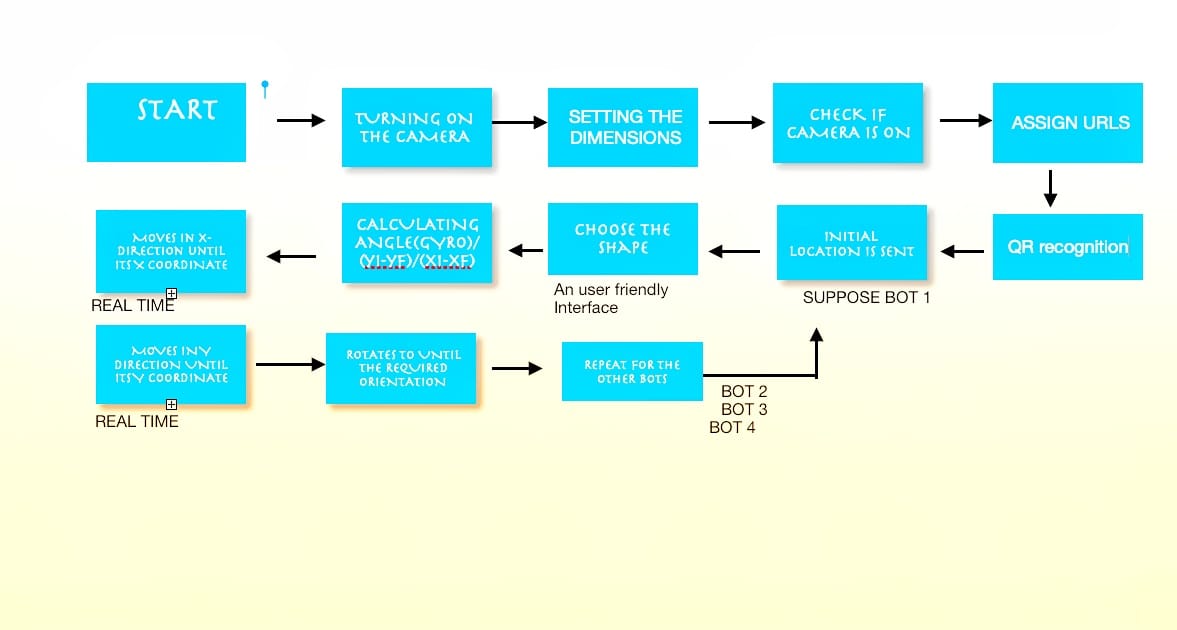 START
TURNING ON
THE CAMERA
SETTING THE
DIMENSIONS
CHECK IF
CAMERA IS ON
ASSIGN URLS
QR recognition
INITIAL
LOCATION IS SENT
SUPPOSE BOT 1
CHOOSE THE
SHAPE
An user friendly
Interface
CALCULATING
ANGLE(GYRO)/
(YI-YF)/(XI-XF)
MOVES IN X-
DIRECTION UNTIL
ITS X COORDINATE
REAL TIME
MOVES IN Y
DIRECTION UNTIL
ITS Y COORDINATE
REAL TIME
ROTATES TO UNTIL
THE REQUIRED
ORIENTATION
REPEAT FOR THE
OTHER BOTS
BOT 2
BOT 3
BOT 4